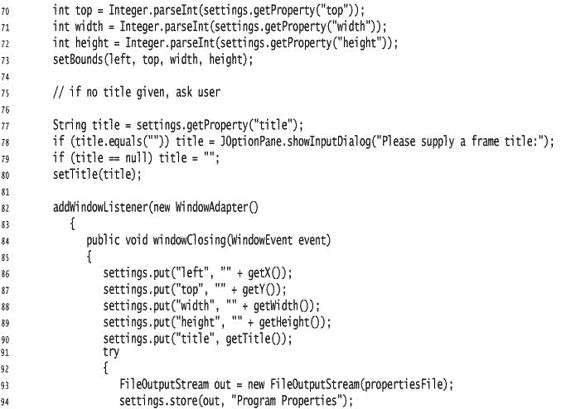 70 int top = Integer.parseInt(settings.getProperty("top"));
71 int width = Integer.parseInt(settings.getProperty("width"));
72 int height = Integer.parseInt(settings.getProperty("height"));
73 setBounds(left, top, width, height);
74
75 // if no title given, ask user
76
77 String title = settings.getProperty("title");
78 if (title.equals("")) title = JOptionPane.showInputDialog("Please supply a frame title:");
79 if (title == null) title = "";
80 setTitle(title);
81
82 addWindowListener(new WindowAdapter()
83 {
84 public void windowClosing(WindowEvent event)
85 {
86 settings.put("left", "" + getX());
87 settings.put("top", "" + getY());
88 settings.put("width", "" + getWidth());
89 settings.put("height", "" + getHeight());
90 settings.put("title", getTitle());
91 try
92 {
93 FileOutputStream out = new FileOutputStream(propertiesFile);
94 settings.store(out, "Program Properties");